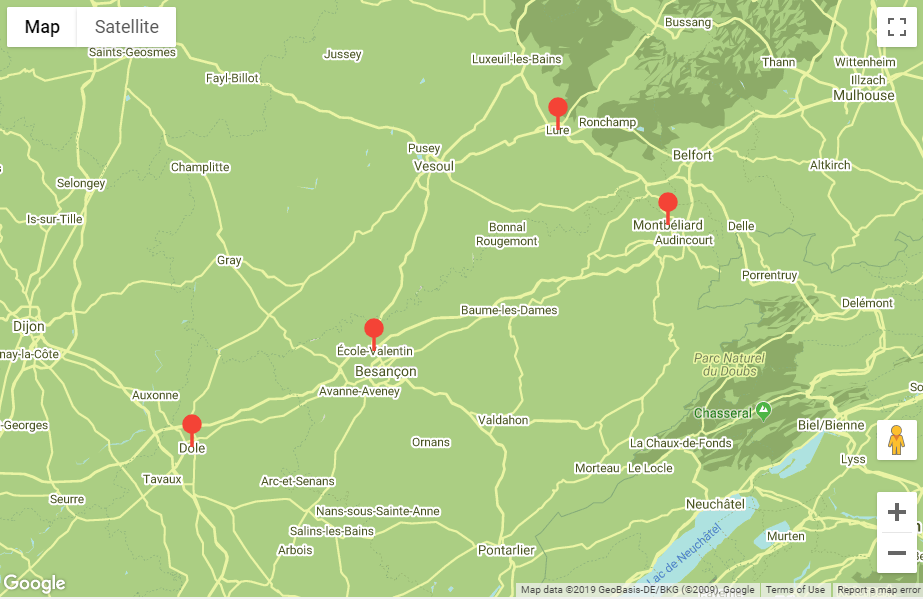 Map
Satellite
Bussang
Saints-Geosmes
Jussey
Luxeuil-les-Bains
Thann
Wittenheim
Fayl-Billot
Illzach
Mulhouse
Lure
Ronchamp
Pusey
Vesoul
Belfort
Champlitte
Altkirch
Selongey
Is-sur-Tille
Montbéliard
Delle
Bonnal
Rougemont
Audincourt
Gray
Porrentruy
Delémont
Baume-les-Dames
Dijon
École-Valentin
nay-la-Côte
Parc Naturel
du Doubs
Besançon
Avanne-Aveney
So
Auxonne
Chasseral
Valdahon
-Georges
Biel/Bienne
Dole
Ornans
La Chaux-de-Fonds
Lyss
Morteau
Le Locle
Tavaux
Arc-et-Senans
Seurre
Neuchâtel
Nans-sous-Sainte-Anne
Salins-les-Bains
Murten
Arbois
Pontarlier
Lac de Neuchâtel
Google
Map data ©2019 GeoBasis-DE/BKG (©2009), Google
Terms of Use
Report a map error